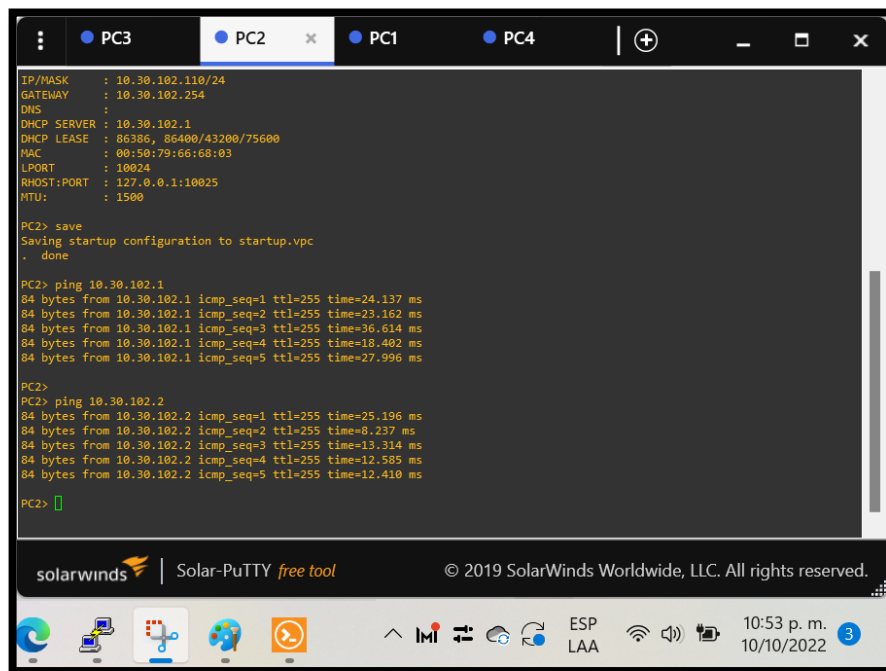 PC3 PC2 × PC1 PC4
IP/MASK : 10.30.102.110/24
GATEWAY : 10.30.102.254
DNS :
DHCP SERVER : 10.30.102.1
DHCP LEASE : 86386, 86400/43200/75600
MAC : 00:50:79:66:68:03
LPORT : 10024
RHOST:PORT : 127.0.0.1:10025
MTU: : 1500
PC2> save
Saving startup configuration to startup.vpc
. done
PC2> ping 10.30.102.1
84 bytes from 10.30.102.1 icmp_seq=1 ttl=255 time=24.137 ms
84 bytes from 10.30.102.1 icmp_seq=2 ttl=255 time=23.162 ms
84 bytes from 10.30.102.1 icmp_seq=3 ttl=255 time=36.614 ms
84 bytes from 10.30.102.1 icmp_seq=4 ttl=255 time=18.402 ms
84 bytes from 10.30.102.1 icmp_seq=5 ttl=255 time=27.996 ms
PC2>
PC2> ping 10.30.102.2
84 bytes from 10.30.102.2 icmp_seq=1 ttl=255 time=25.196 ms
84 bytes from 10.30.102.2 icmp_seq=2 ttl=255 time=8.237 ms
84 bytes from 10.30.102.2 icmp_seq=3 ttl=255 time=13.314 ms
84 bytes from 10.30.102.2 icmp_seq=4 ttl=255 time=12.585 ms
84 bytes from 10.30.102.2 icmp_seq=5 ttl=255 time=12.410 ms
PC2>
solarwinds | Solar-PuTTY free tool © 2019 SolarWinds Worldwide, LLC. All rights reserved.
ESP 10:53 p. m.
LAA 10/10/2022 3